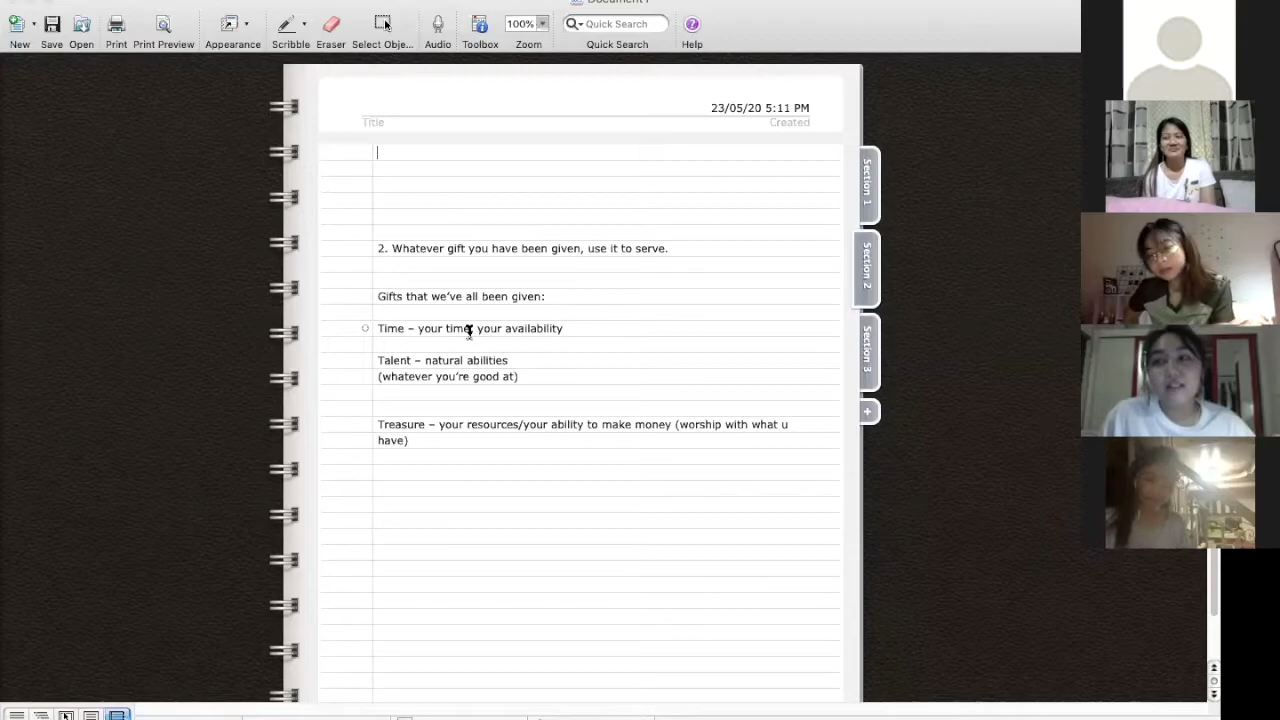 New
Save
Open
Print
Print Preview
Appearance
Scribble
Eraser
Select Obje...
Audio
Toolbox
100%
Zoom
Quick Search
Quick Search
Help
23/05/20 5:11 PM
Title
Created
2. Whatever gift you have been given, use it to serve.
Gifts that we've all been given:
Time – your time, your availability
Talent – natural abilities
(whatever you're good at)
Treasure – your resources/your ability to make money (worship with what u
have)
Section 1
Section 2
Section 3
+